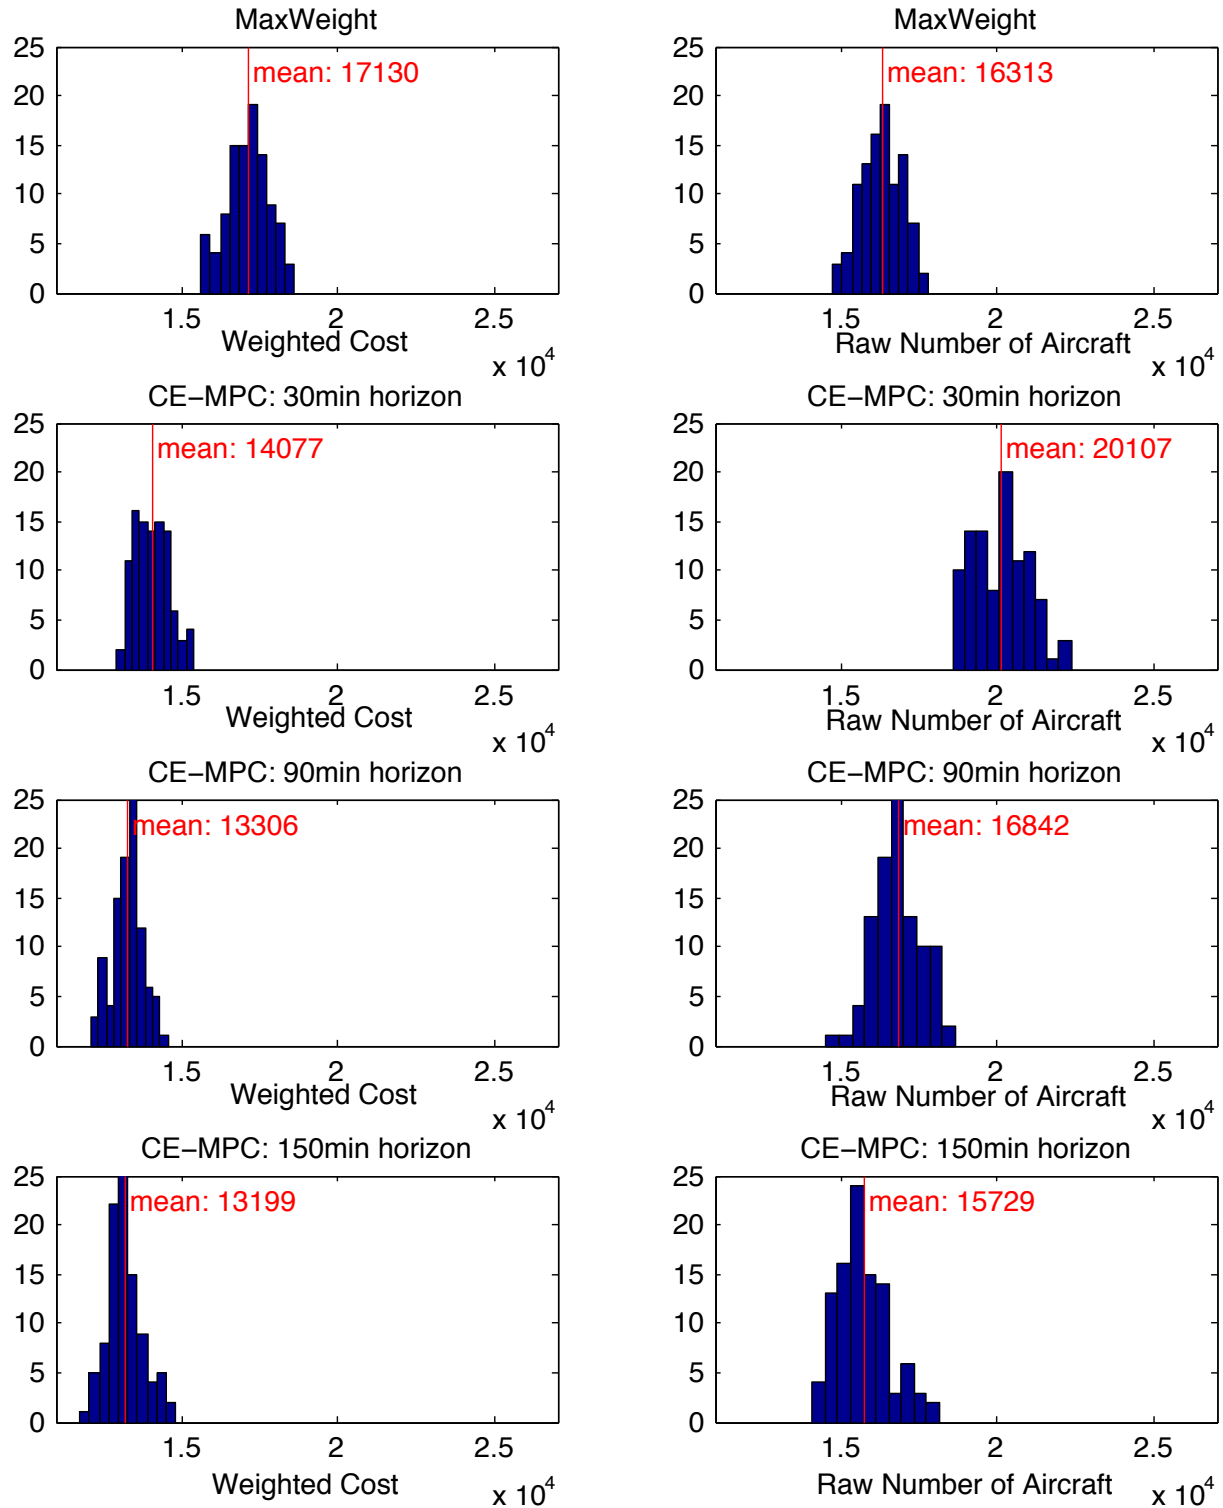 MaxWeight
25
20
15
10
5
0
mean: 17130
1.5 2 2.5
Weighted Cost
x 10^4
MaxWeight
25
20
15
10
5
0
mean: 16313
1.5 2 2.5
Raw Number of Aircraft
x 10^4
CE−MPC: 30min horizon
25
20
15
10
5
0
mean: 14077
1.5 2 2.5
Weighted Cost
x 10^4
CE−MPC: 30min horizon
25
20
15
10
5
0
mean: 20107
1.5 2 2.5
Raw Number of Aircraft
x 10^4
CE−MPC: 90min horizon
25
20
15
10
5
0
mean: 13306
1.5 2 2.5
Weighted Cost
x 10^4
CE−MPC: 90min horizon
25
20
15
10
5
0
mean: 16842
1.5 2 2.5
Raw Number of Aircraft
x 10^4
CE−MPC: 150min horizon
25
20
15
10
5
0
mean: 13199
1.5 2 2.5
Weighted Cost
x 10^4
CE−MPC: 150min horizon
25
20
15
10
5
0
mean: 15729
1.5 2 2.5
Raw Number of Aircraft
x 10^4